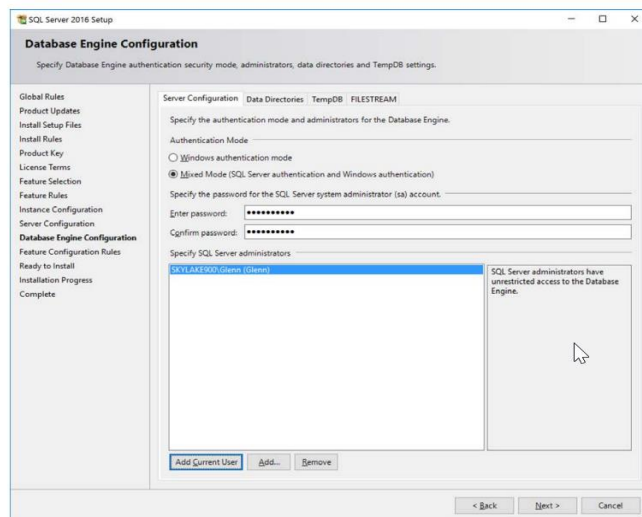 SQL Server 2016 Setup
Database Engine Configuration
Specify Database Engine authentication security mode, administrators, data directories and TempDB settings.
Global Rules
Product Updates
Install Setup Files
Install Rules
Product Key
License Terms
Feature Selection
Feature Rules
Instance Configuration
Server Configuration
Database Engine Configuration
Feature Configuration Rules
Ready to Install
Installation Progress
Complete
Server Configuration Data Directories TempDB FILESTREAM
Specify the authentication mode and administrators for the Database Engine.
Authentication Mode
Windows authentication mode
Mixed Mode (SQL Server authentication and Windows authentication)
Specify the password for the SQL Server system administrator (sa) account.
Enter password: ●●●●●●●●●●
Confirm password: ●●●●●●●●●●
Specify SQL Server administrators
SKYLAKE900\Glenn (Glenn)
SQL Server administrators have
unrestricted access to the Database
Engine.
Add Current User Add... Remove
< Back Next > Cancel